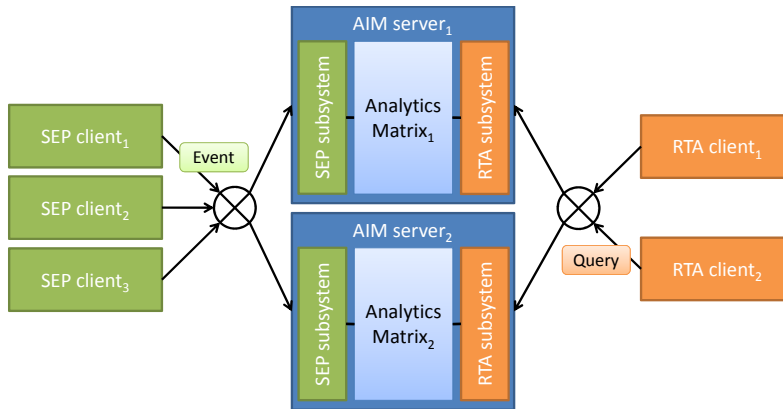 AIM server₁
SEP subsystem
Analytics
Matrix₁
RTA subsystem
SEP client₁
SEP client₂
SEP client₃
Event
RTA client₁
RTA client₂
Query
AIM server₂
SEP subsystem
Analytics
Matrix₂
RTA subsystem